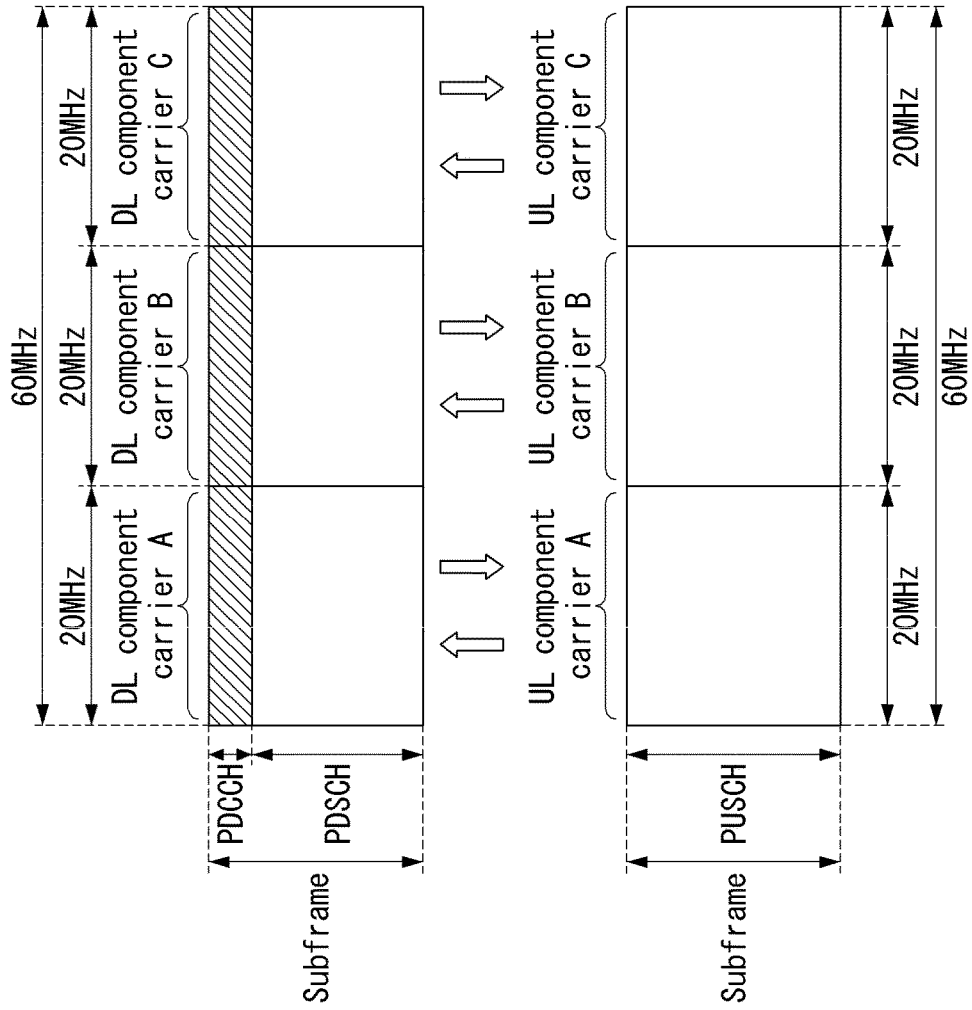 60MHz
20MHz
20MHz
20MHz
DL component
carrier A
DL component
carrier B
DL component
carrier C
Subframe
PDCCH
PDSCH
UL component
carrier A
UL component
carrier B
UL component
carrier C
Subframe
PUSCH
20MHz
20MHz
20MHz
60MHz